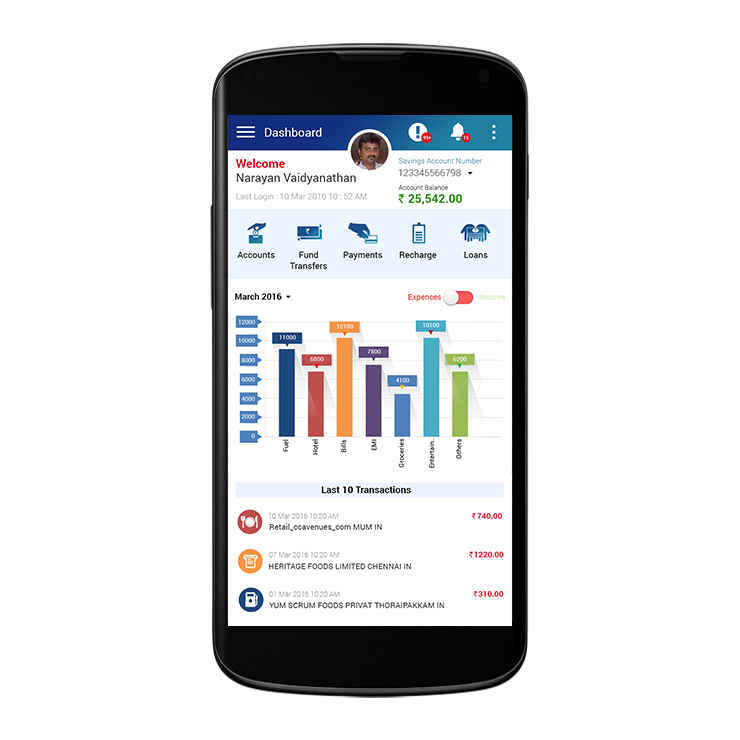 Dashboard
99+
15
Welcome
Narayan Vaidyanathan
Last Login : 10 Mar 2016 10 : 52 AM
Savings Account Number
123345566798
Account Balance
₹ 25,542.00
Accounts
Fund
Transfers
Payments
Recharge
Loans
March 2016
Expences
Income
12000
10000
8000
6000
4000
2000
0
11000
6800
10100
7800
4100
10100
6200
Fuel
Hotel
Bills
EMI
Groceries
Entertain.
Others
Last 10 Transactions
10 Mar 2016 10:20 AM
Retail_ccavenues_com MUM IN
₹740.00
07 Mar 2016 10:20 AM
HERITAGE FOODS LIMITED CHENNAI IN
₹1220.00
01 Mar 2016 10:20 AM
YUM SCRUM FOODS PRIVAT THORAIPAKKAM IN
₹310.00